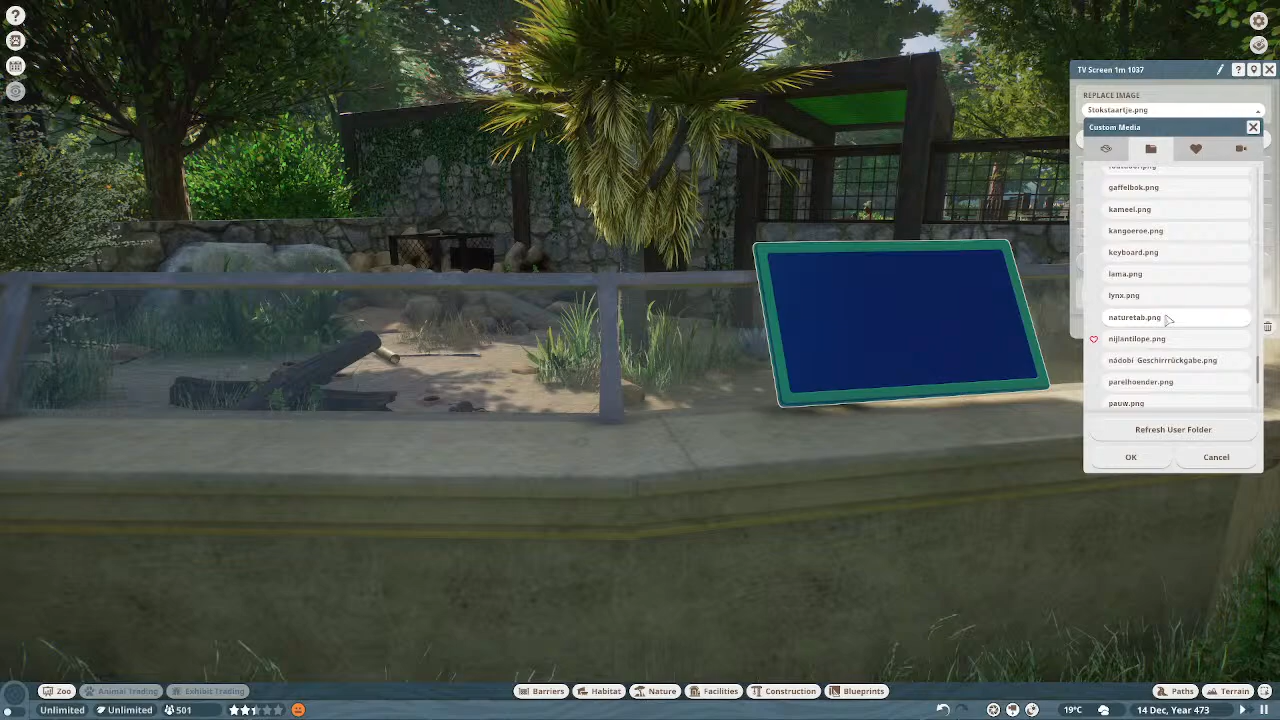 ?
TV Screen 1m 1037
?
REPLACE IMAGE
Stokstaartje.png
Custom Media
gaffelbok.png
kameel.png
kangoeroe.png
keyboard.png
lama.png
lynx.png
naturetab.png
nijlantilope.png
nádobí Geschirrrückgabe.png
parelhoender.png
pauw.png
Refresh User Folder
OK
Cancel
Zoo
Animal Trading
Exhibit Trading
Barriers
Habitat
Nature
Facilities
Construction
Blueprints
Paths
Terrain
Unlimited
Unlimited
501
19°C
14 Dec, Year 473